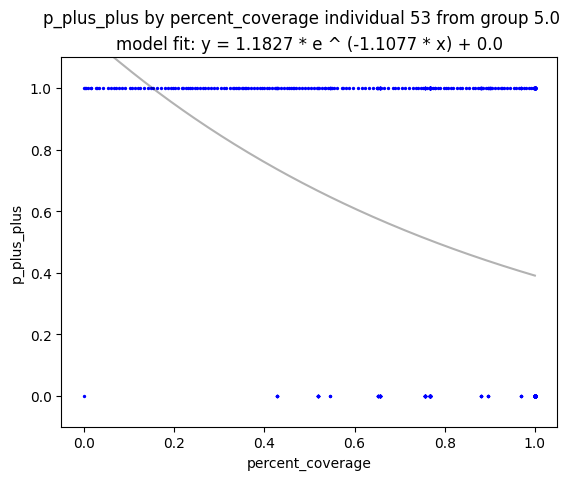 p_plus_plus by percent_coverage individual 53 from group 5.0
model fit: y = 1.1827 * e ^ (-1.1077 * x) + 0.0
1.0
0.8
0.6
0.4
0.2
0.0
p_plus_plus
0.0 0.2 0.4 0.6 0.8 1.0
percent_coverage